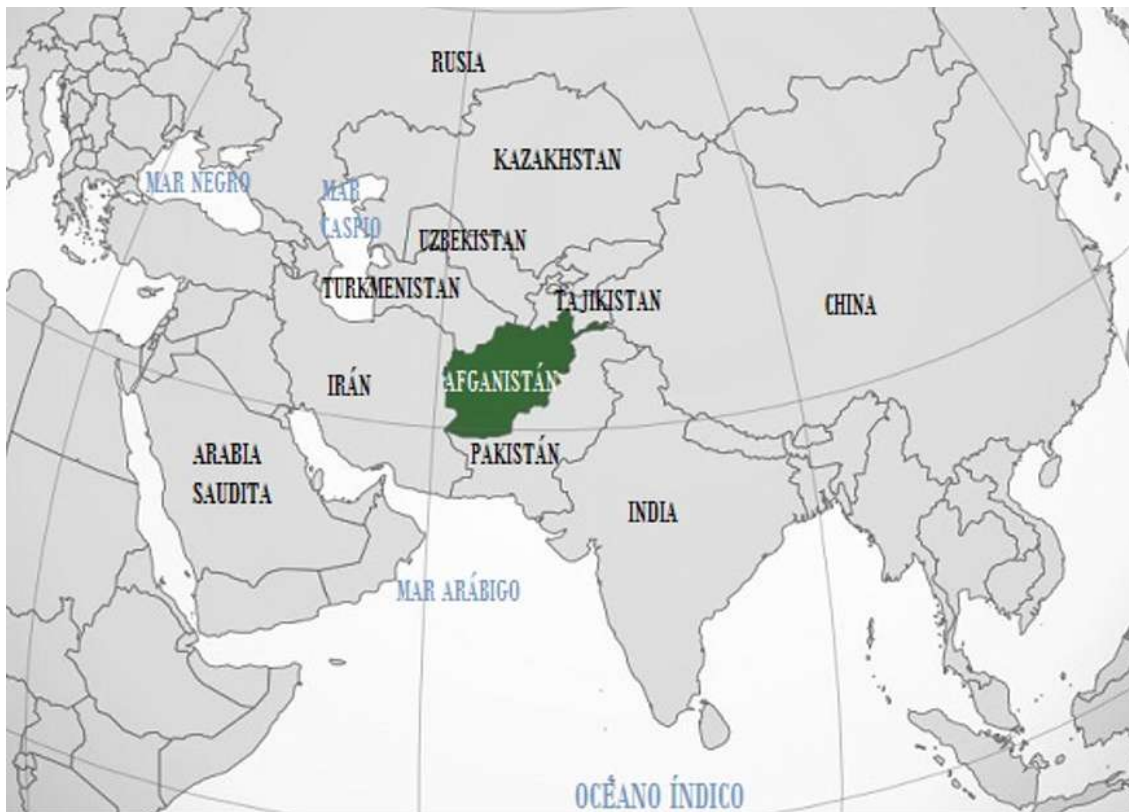 RUSIA
KAZAKHSTAN
MAR NEGRO
MAR
CASPIO
UZBEKISTAN
TURKMENISTAN
TAJIKISTAN
CHINA
IRÁN
AFGANISTÁN
ARABIA
SAUDITA
PAKISTÁN
INDIA
MAR ARÁBIGO
OCÉANO ÍNDICO